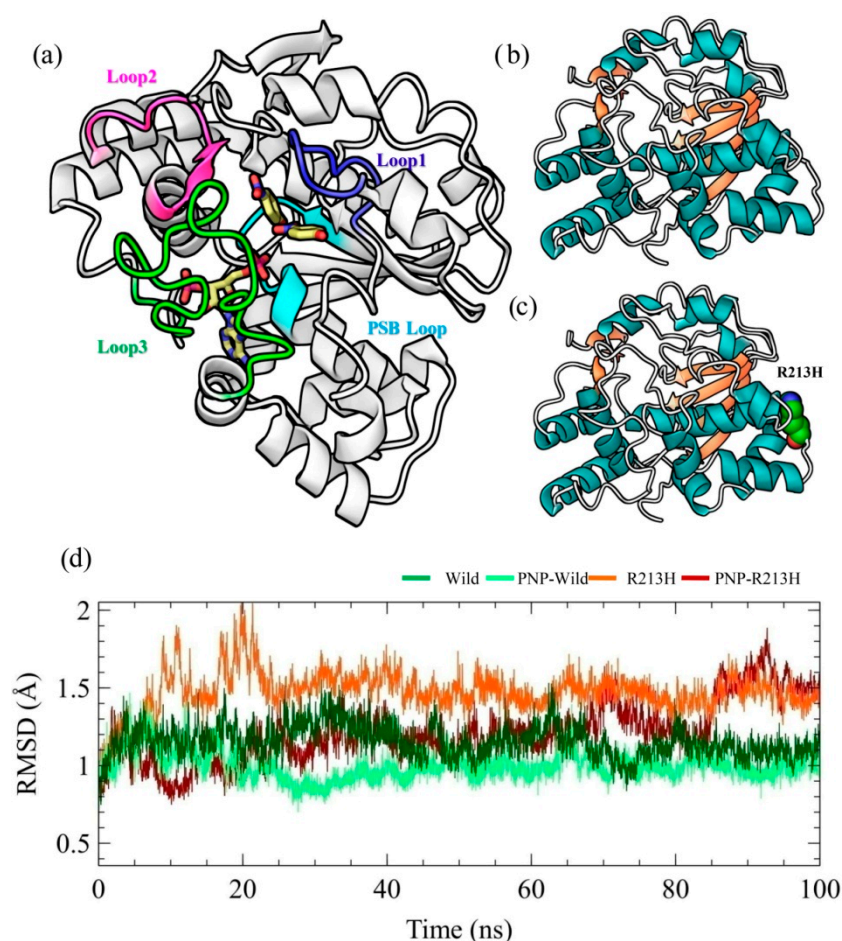 (a)
Loop2
Loop1
PSB Loop
Loop3
(b)
(c)
R213H
(d)
Wild PNP-Wild R213H PNP-R213H
2
1.5
1
0.5
RMSD (Å)
0 20 40 60 80 100
Time (ns)